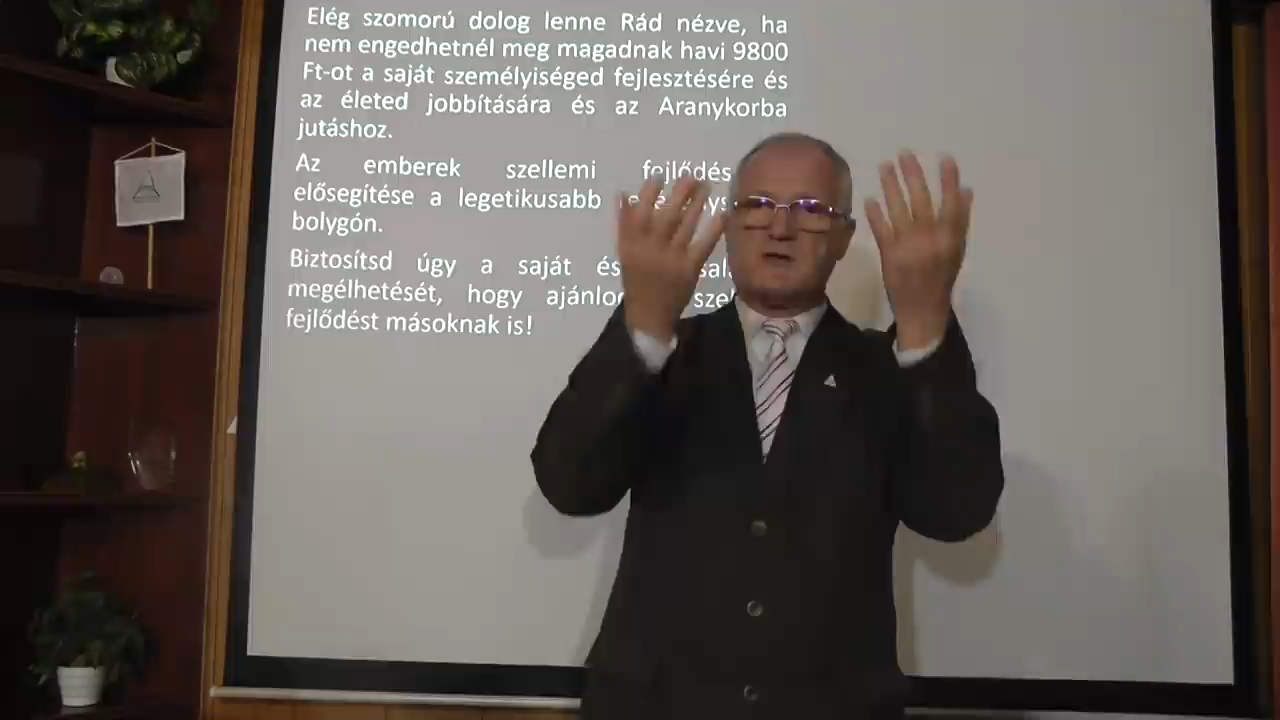 Elég szomorú dolog lenne Rád nézve, ha
nem engedhetnél meg magadnak havi 9800
Ft-ot a saját személyiséged fejlesztésére és
az életed jobbítására és az Aranykorba
jutáshoz.
Az emberek szellemi fejlődés
elősegítése a legetikusabb
bolygón.
Biztosítsd úgy a saját és
megélhetését, hogy
fejlődést másoknak is!